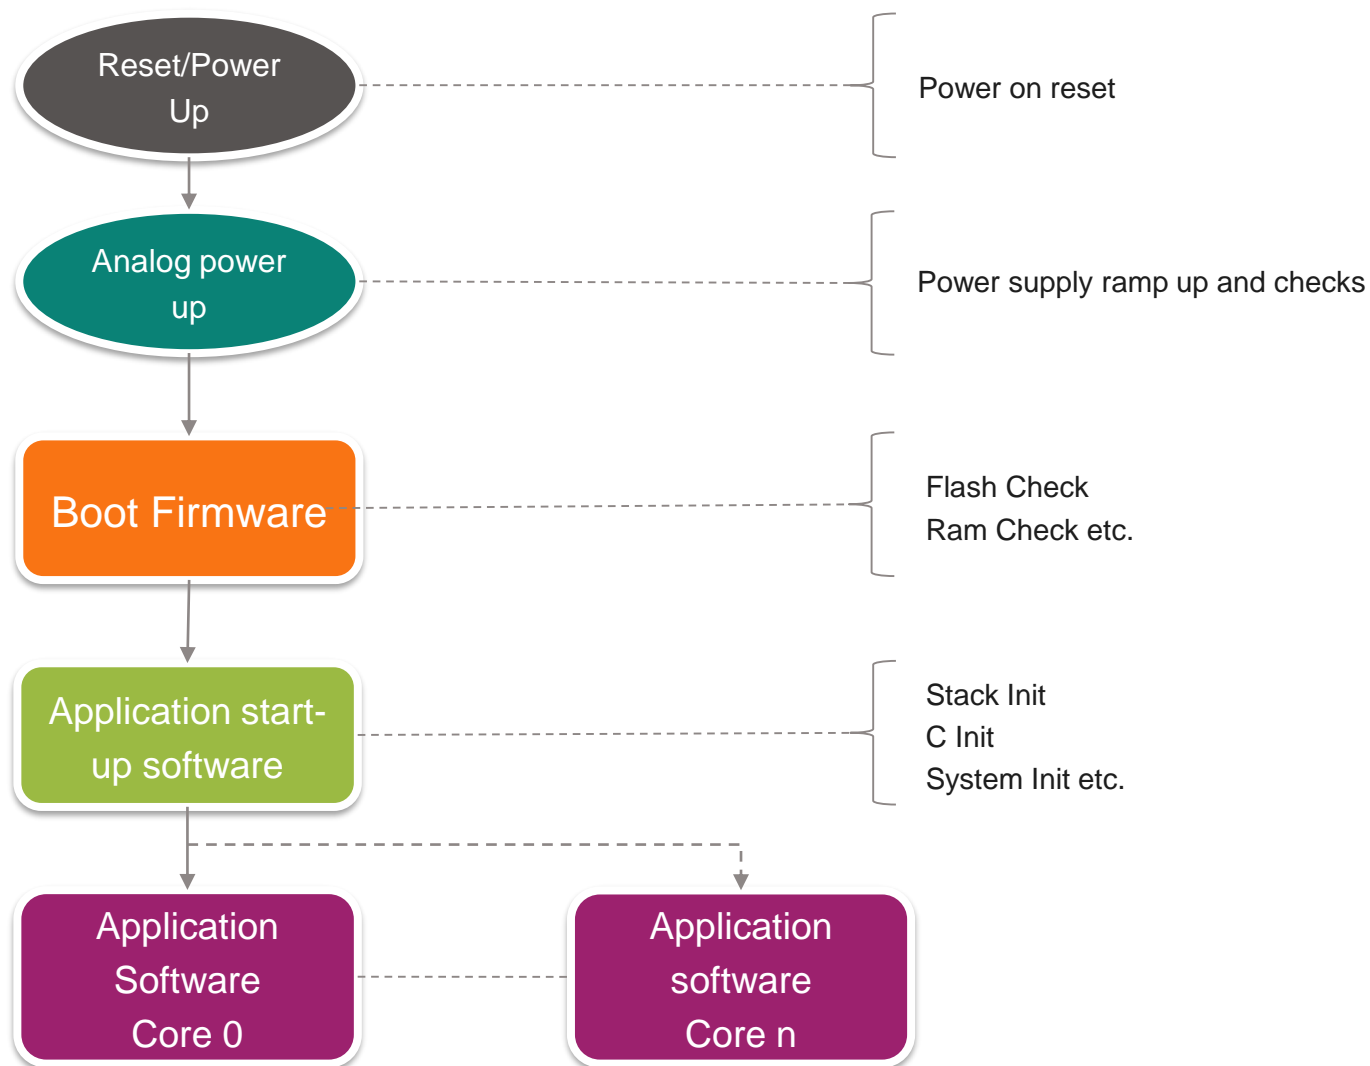 Reset/Power
Up
Power on reset
Analog power
up
Power supply ramp up and checks
Boot Firmware
Flash Check
Ram Check etc.
Application start-
up software
Stack Init
C Init
System Init etc.
Application
Software
Core 0
Application
software
Core n